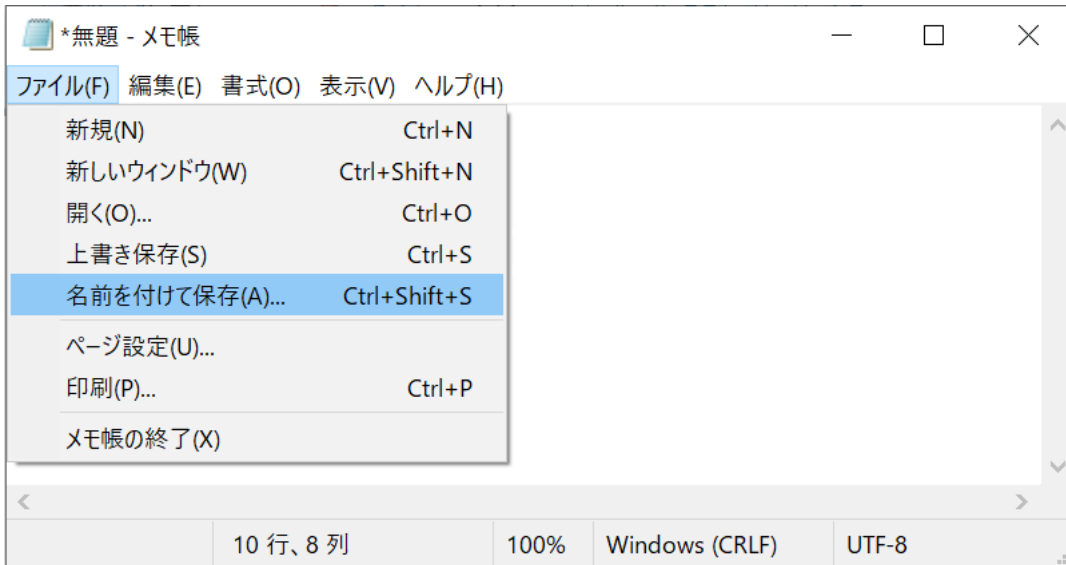 *無題 - メモ帳
ファイル(F) 編集(E) 書式(O) 表示(V) ヘルプ(H)
新規(N) Ctrl+N
新しいウィンドウ(W) Ctrl+Shift+N
開く(O)... Ctrl+O
上書き保存(S) Ctrl+S
名前を付けて保存(A)... Ctrl+Shift+S
ページ設定(U)...
印刷(P)... Ctrl+P
メモ帳の終了(X)
10 行、8 列 100% Windows (CRLF) UTF-8